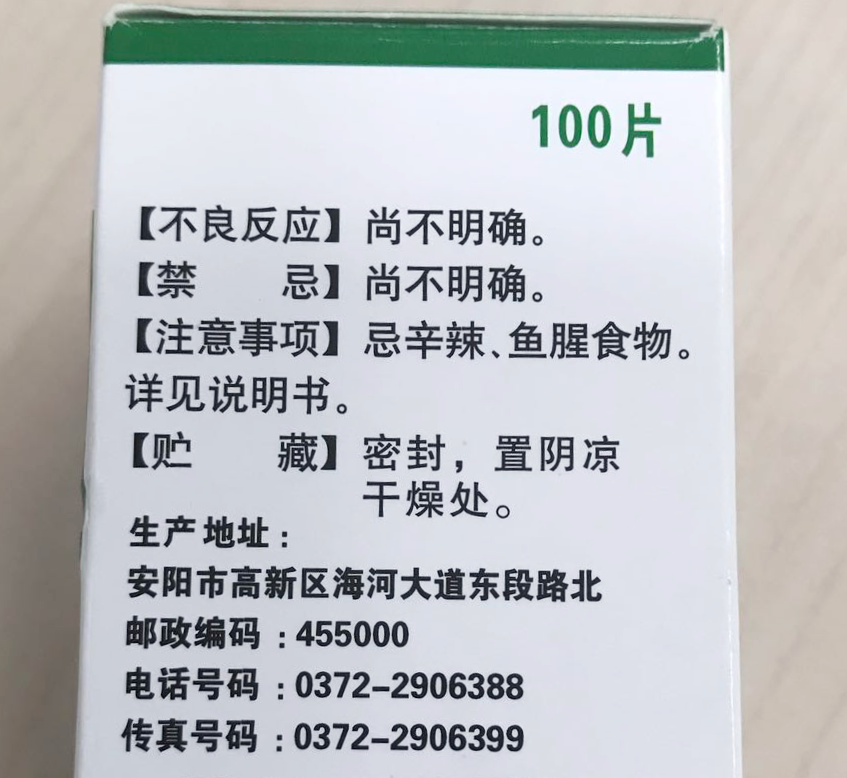 100片
【不良反应】尚不明确。
【禁 忌】尚不明确。
【注意事项】忌辛辣、鱼腥食物。
详见说明书。
【贮 藏】密封，置阴凉
干燥处。
生产地址：
安阳市高新区海河大道东段路北
邮政编码：455000
电话号码：0372-2906388
传真号码：0372-2906399